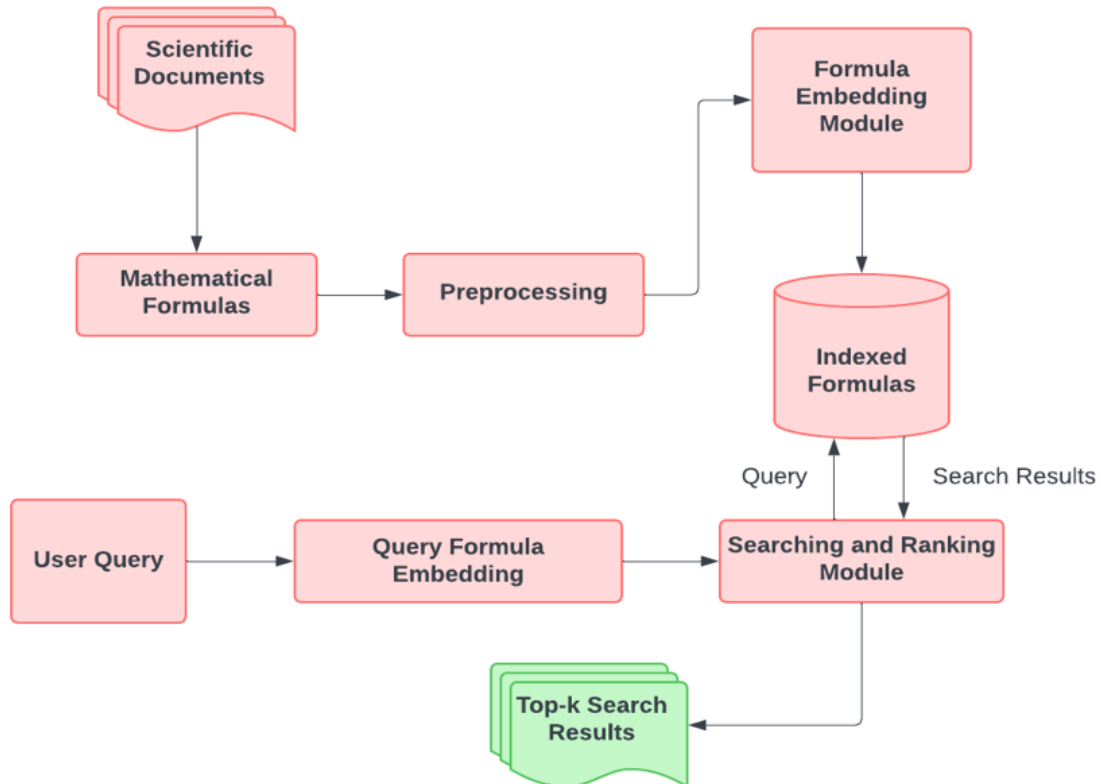 Scientific
Documents
Formula
Embedding
Module
Mathematical
Formulas
Preprocessing
Indexed
Formulas
Query
Search Results
User Query
Query Formula
Embedding
Searching and Ranking
Module
Top-k Search
Results